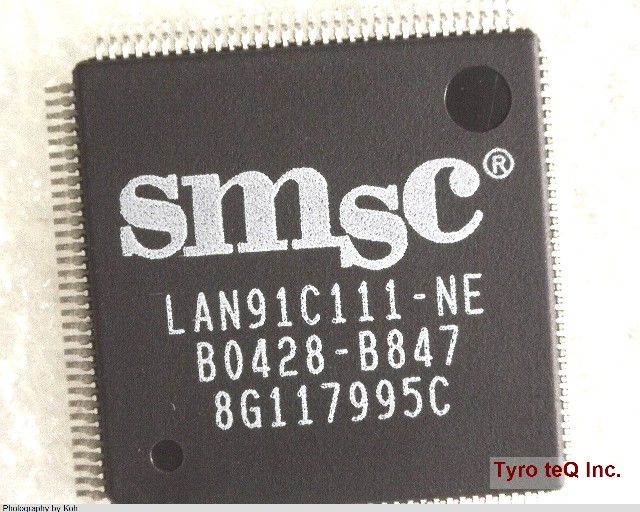 smsc®
LAN91C111-NE
B0428-B847
8G117995C
Tyro teQ Inc.
Photography by Koh